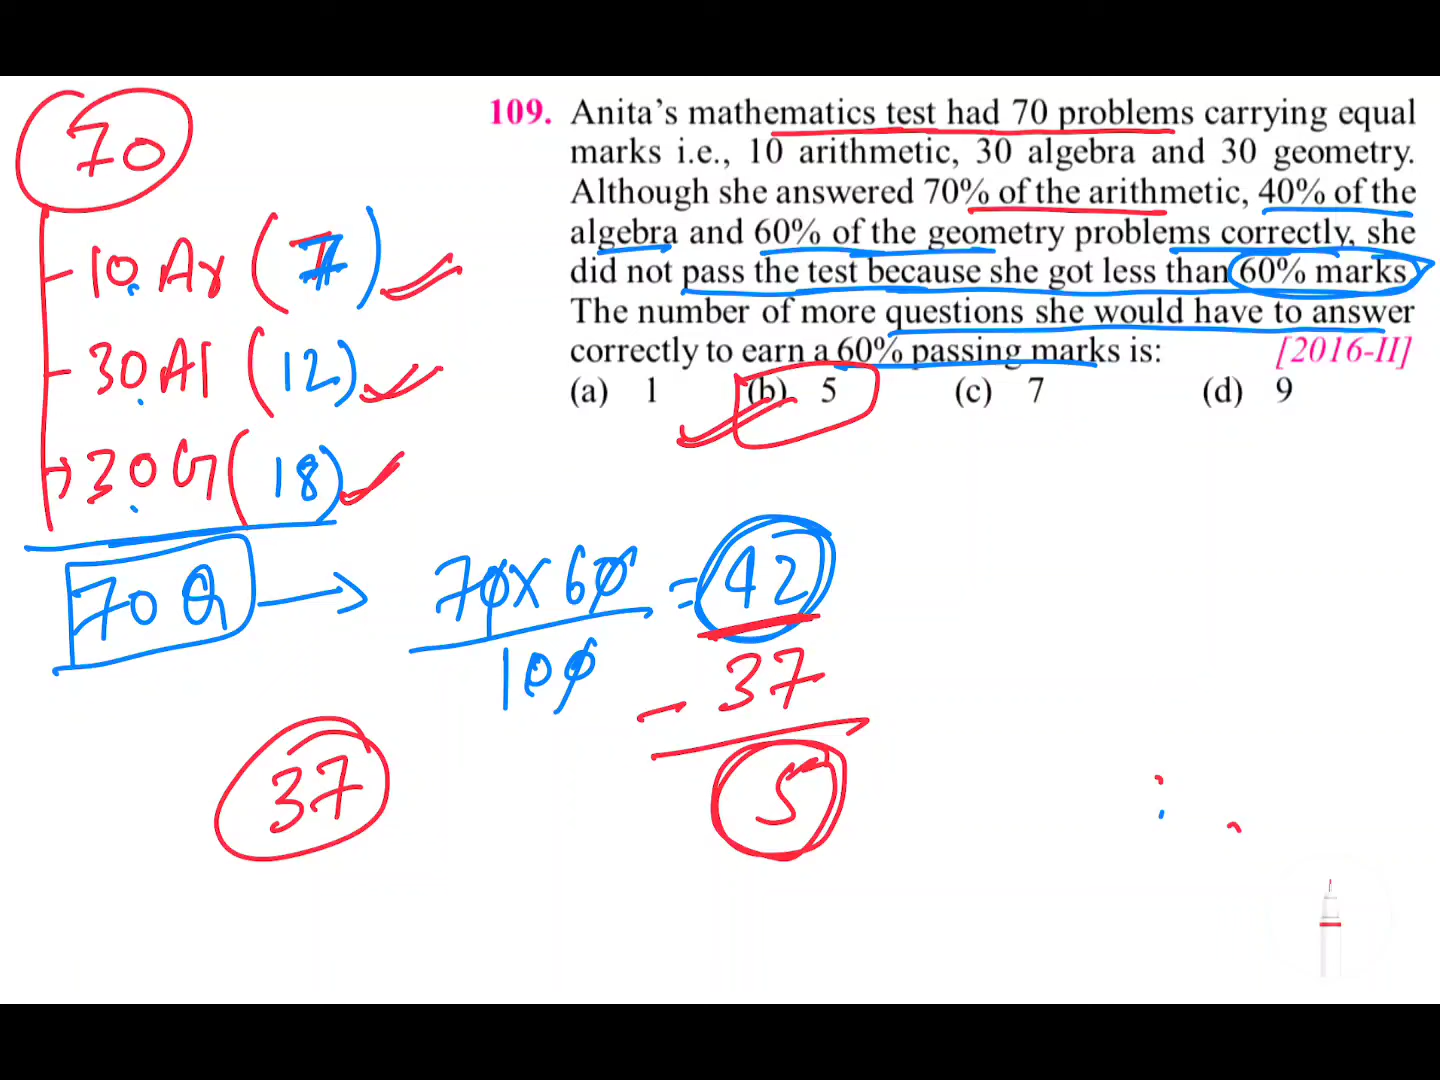 70
10 Ar (7)
30 Al (12)
30 G (18)
70 Q → 70 x 60 = 42
100
- 37
37
5
109. Anita's mathematics test had 70 problems carrying equal
marks i.e., 10 arithmetic, 30 algebra and 30 geometry.
Although she answered 70% of the arithmetic, 40% of the
algebra and 60% of the geometry problems correctly, she
did not pass the test because she got less than 60% marks
The number of more questions she would have to answer
correctly to earn a 60% passing marks is: [2016-II]
(a) 1 (b) 5 (c) 7 (d) 9